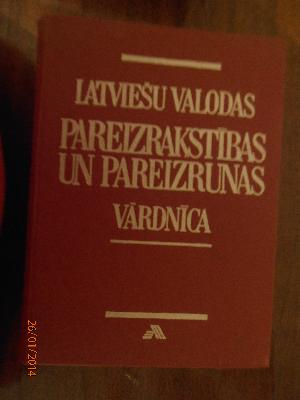 LATVIEŠU VALODAS
PAREIZRAKSTĪBAS
UN PAREIZRUNAS
VĀRDNĪCA
26/01/2014